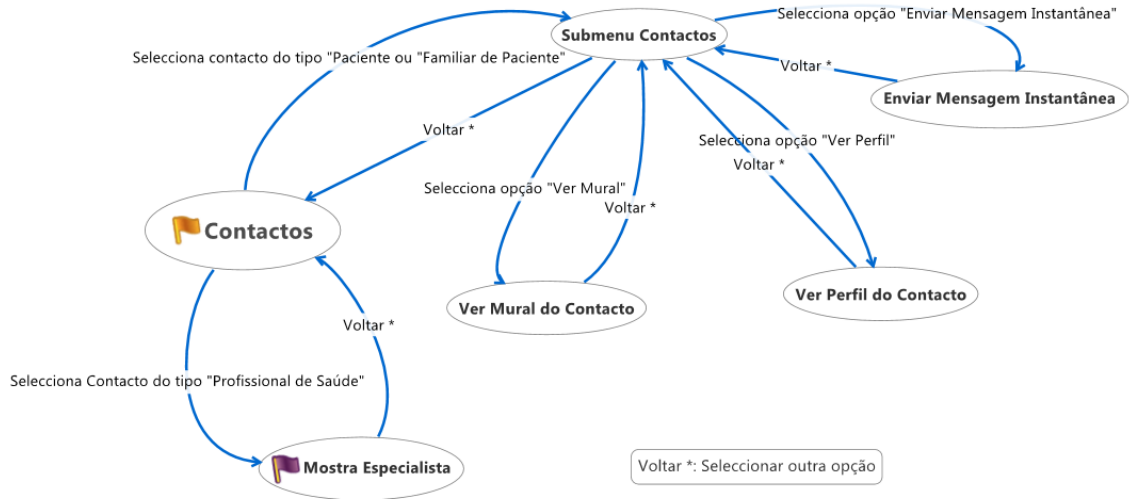 Selecciona opção "Enviar Mensagem Instantânea"
Submenu Contactos
Selecciona contacto do tipo "Paciente ou "Familiar de Paciente"
Voltar *
Enviar Mensagem Instantânea
Voltar *
Selecciona opção "Ver Perfil"
Voltar *
Selecciona opção "Ver Mural"
Voltar *
Contactos
Ver Perfil do Contacto
Ver Mural do Contacto
Voltar *
Selecciona Contacto do tipo "Profissional de Saúde"
Mostra Especialista
Voltar *: Seleccionar outra opção